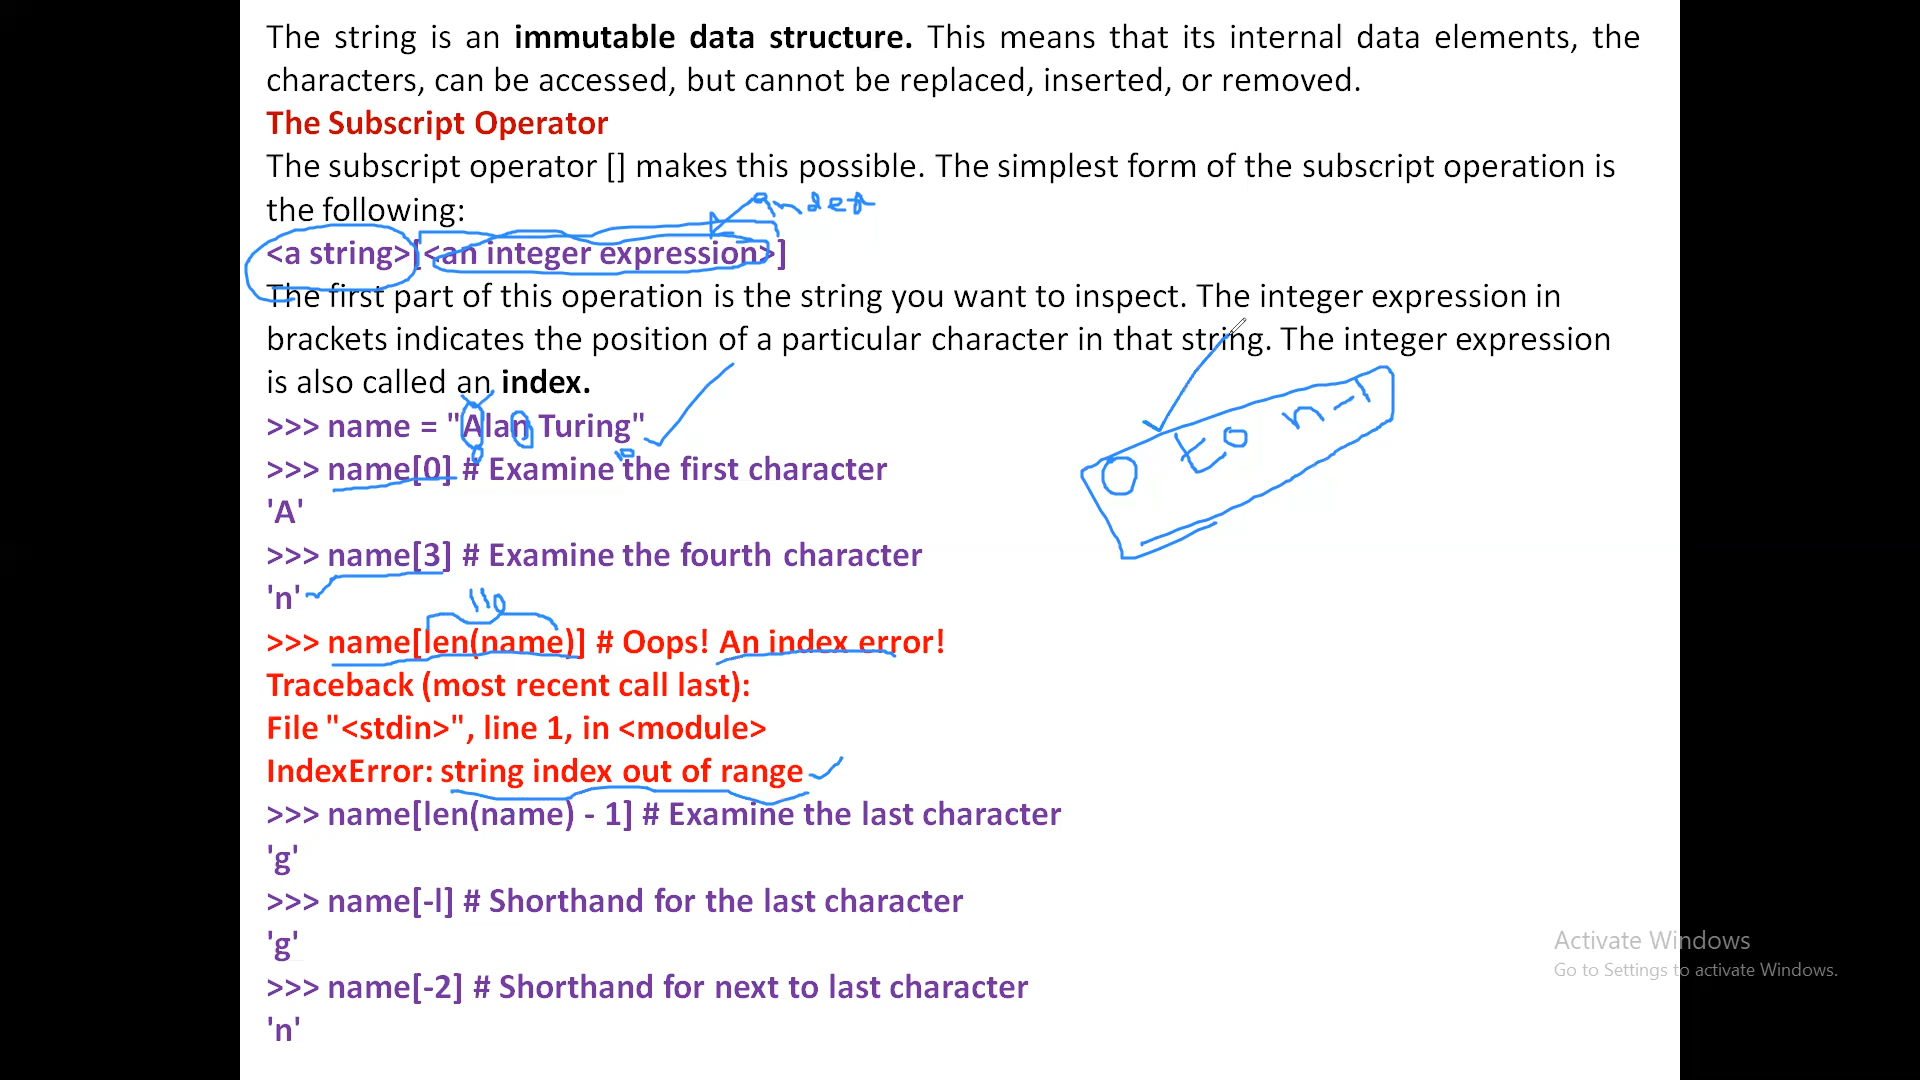 The string is an immutable data structure. This means that its internal data elements, the
characters, can be accessed, but cannot be replaced, inserted, or removed.
The Subscript Operator
The subscript operator [] makes this possible. The simplest form of the subscript operation is
the following:
index
<a string>[<an integer expression>]
The first part of this operation is the string you want to inspect. The integer expression in
brackets indicates the position of a particular character in that string. The integer expression
is also called an index.
>>> name = "Alan Turing"
0 10
0 to n-1
>>> name[0] # Examine the first character
'A'
>>> name[3] # Examine the fourth character
'n'
>>> name[len(name)] # Oops! An index error!
Traceback (most recent call last):
File "<stdin>", line 1, in <module>
IndexError: string index out of range
>>> name[len(name) - 1] # Examine the last character
'g'
>>> name[-l] # Shorthand for the last character
'g'
>>> name[-2] # Shorthand for next to last character
'n'
Activate Windows
Go to Settings to activate Windows.